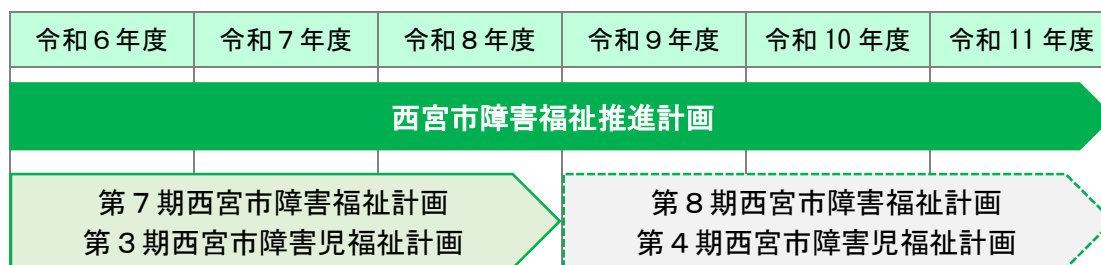 令和６年度 令和７年度 令和８年度 令和９年度 令和 10 年度 令和 11 年度
西宮市障害福祉推進計画
第７期西宮市障害福祉計画
第３期西宮市障害児福祉計画
第８期西宮市障害福祉計画
第４期西宮市障害児福祉計画